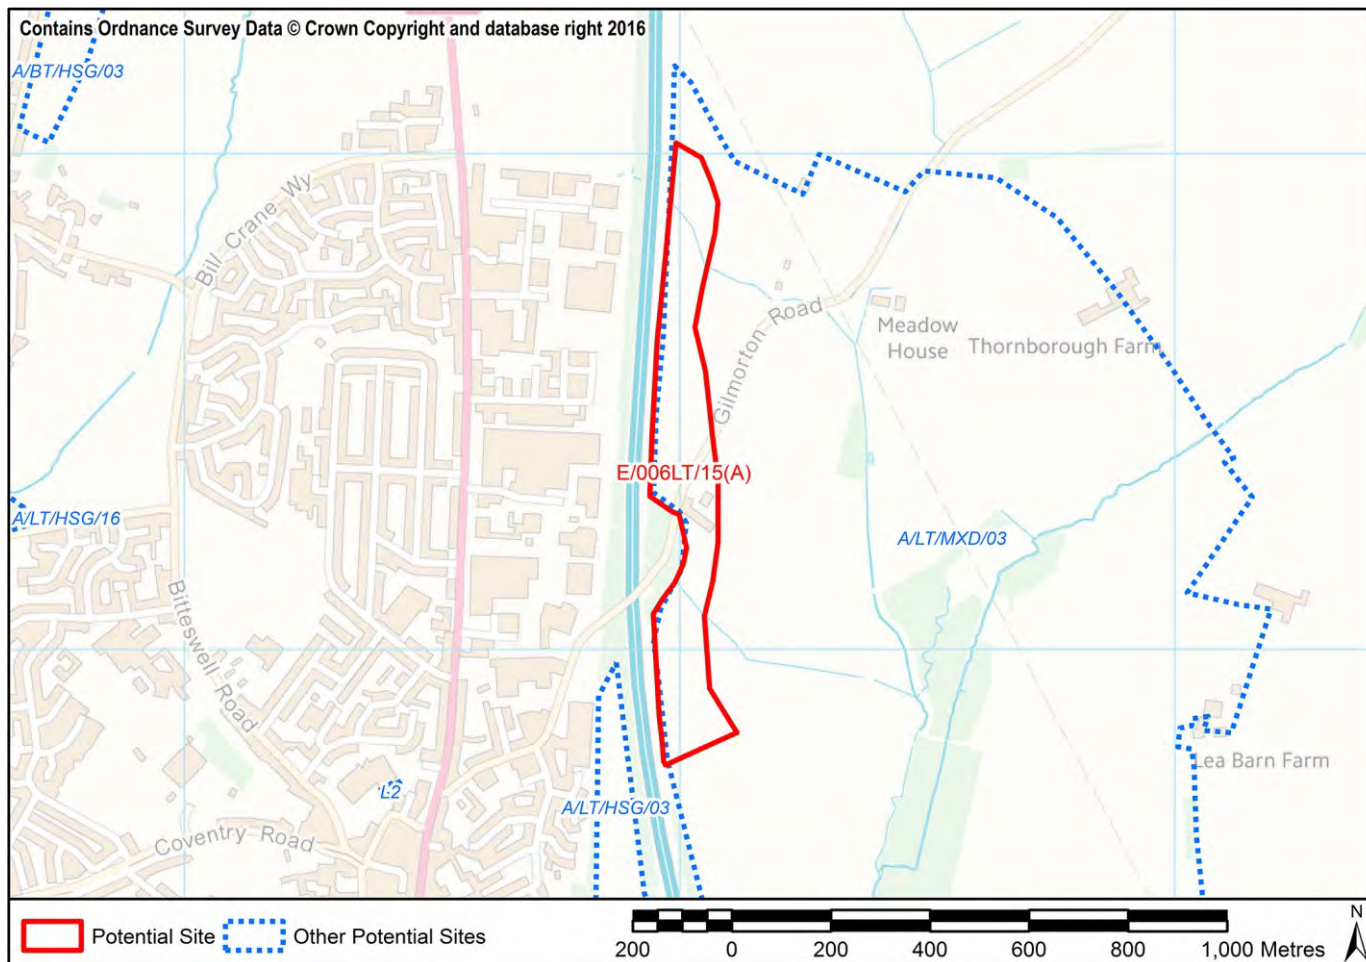 Contains Ordnance Survey Data © Crown Copyright and database right 2016
A/BT/HSG/03
Bill Crane Wy
Gilmorton Road
Meadow
House
Thornborough Farm
E/006LT/15(A)
A/LT/HSG/16
A/LT/MXD/03
Bitteswell Road
Lea Barn Farm
L2
A/LT/HSG/03
Coventry Road
Potential Site
Other Potential Sites
200 0 200 400 600 800 1,000 Metres
N